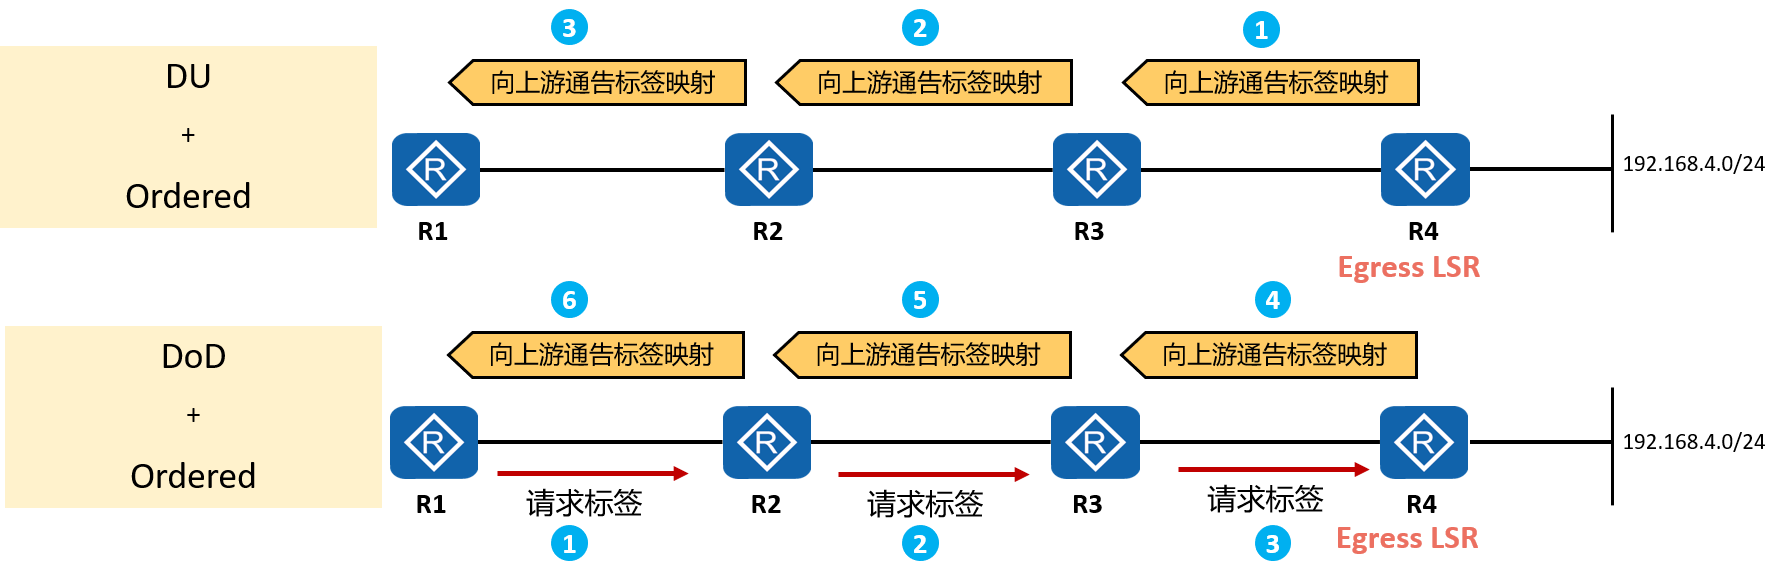 3
2
1
DU
+
Ordered
向上游通告标签映射
向上游通告标签映射
向上游通告标签映射
R
R
R
R
192.168.4.0/24
R1
R2
R3
R4
Egress LSR
6
5
4
DoD
+
Ordered
向上游通告标签映射
向上游通告标签映射
向上游通告标签映射
R
R
R
R
192.168.4.0/24
R1
请求标签
R2
请求标签
R3
请求标签
R4
Egress LSR
1
2
3